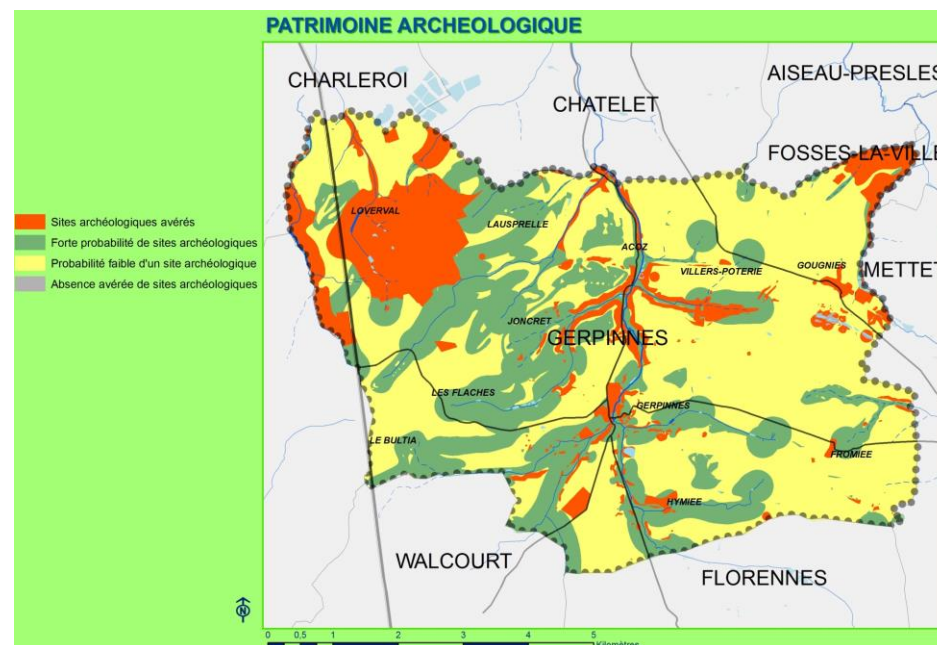 PATRIMOINE ARCHEOLOGIQUE
CHARLEROI
AISEAU-PRESLES
CHATELET
FOSSES-LA-VILLE
LOVERVAL
LAUSPRELLE
ACOZ
VILLERS-POTERIE
GOUGNIES
METTET
JONCRET
GERPINNES
LES FLACHES
GERPINNES
LE BULTIA
FROMIEE
HYMIEE
WALCOURT
FLORENNES
Sites archéologiques avérés
Forte probabilité de sites archéologiques
Probabilité faible d'un site archéologique
Absence avérée de sites archéologiques
N
0 0,5 1 2 3 4 5
Kilomètres